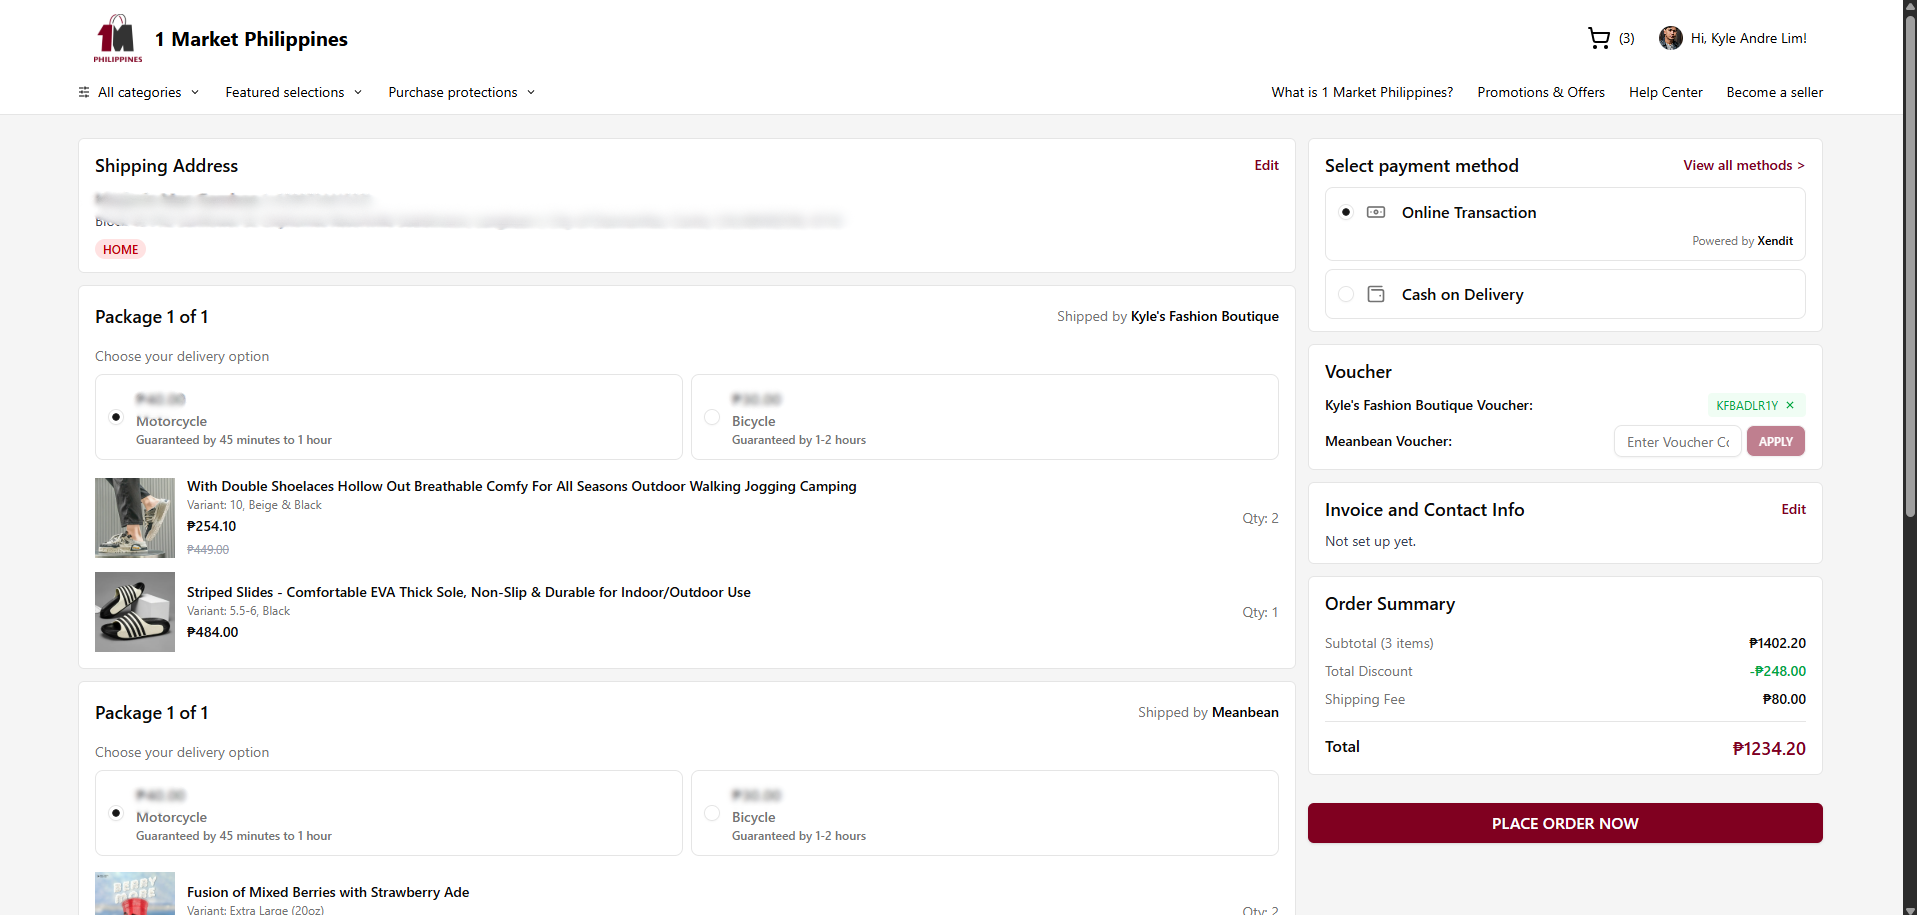 1 Market Philippines
PHILIPPINES
(3)
Hi, Kyle Andre Lim!
All categories
Featured selections
Purchase protections
What is 1 Market Philippines?
Promotions & Offers
Help Center
Become a seller
Shipping Address
Edit
HOME
Package 1 of 1
Shipped by Kyle's Fashion Boutique
Choose your delivery option
Motorcycle
Guaranteed by 45 minutes to 1 hour
Bicycle
Guaranteed by 1-2 hours
With Double Shoelaces Hollow Out Breathable Comfy For All Seasons Outdoor Walking Jogging Camping
Variant: 10, Beige & Black
₱254.10
₱449.00
Qty: 2
Striped Slides - Comfortable EVA Thick Sole, Non-Slip & Durable for Indoor/Outdoor Use
Variant: 5.5-6, Black
₱484.00
Qty: 1
Package 1 of 1
Shipped by Meanbean
Choose your delivery option
Motorcycle
Guaranteed by 45 minutes to 1 hour
Bicycle
Guaranteed by 1-2 hours
Fusion of Mixed Berries with Strawberry Ade
Variant: Extra Large (20oz)
Qty: 2
Select payment method
View all methods >
Online Transaction
Powered by Xendit
Cash on Delivery
Voucher
Kyle's Fashion Boutique Voucher:
KFBADLR1Y ×
Meanbean Voucher:
Enter Voucher Co
APPLY
Invoice and Contact Info
Edit
Not set up yet.
Order Summary
Subtotal (3 items)
₱1402.20
Total Discount
-₱248.00
Shipping Fee
₱80.00
Total
₱1234.20
PLACE ORDER NOW